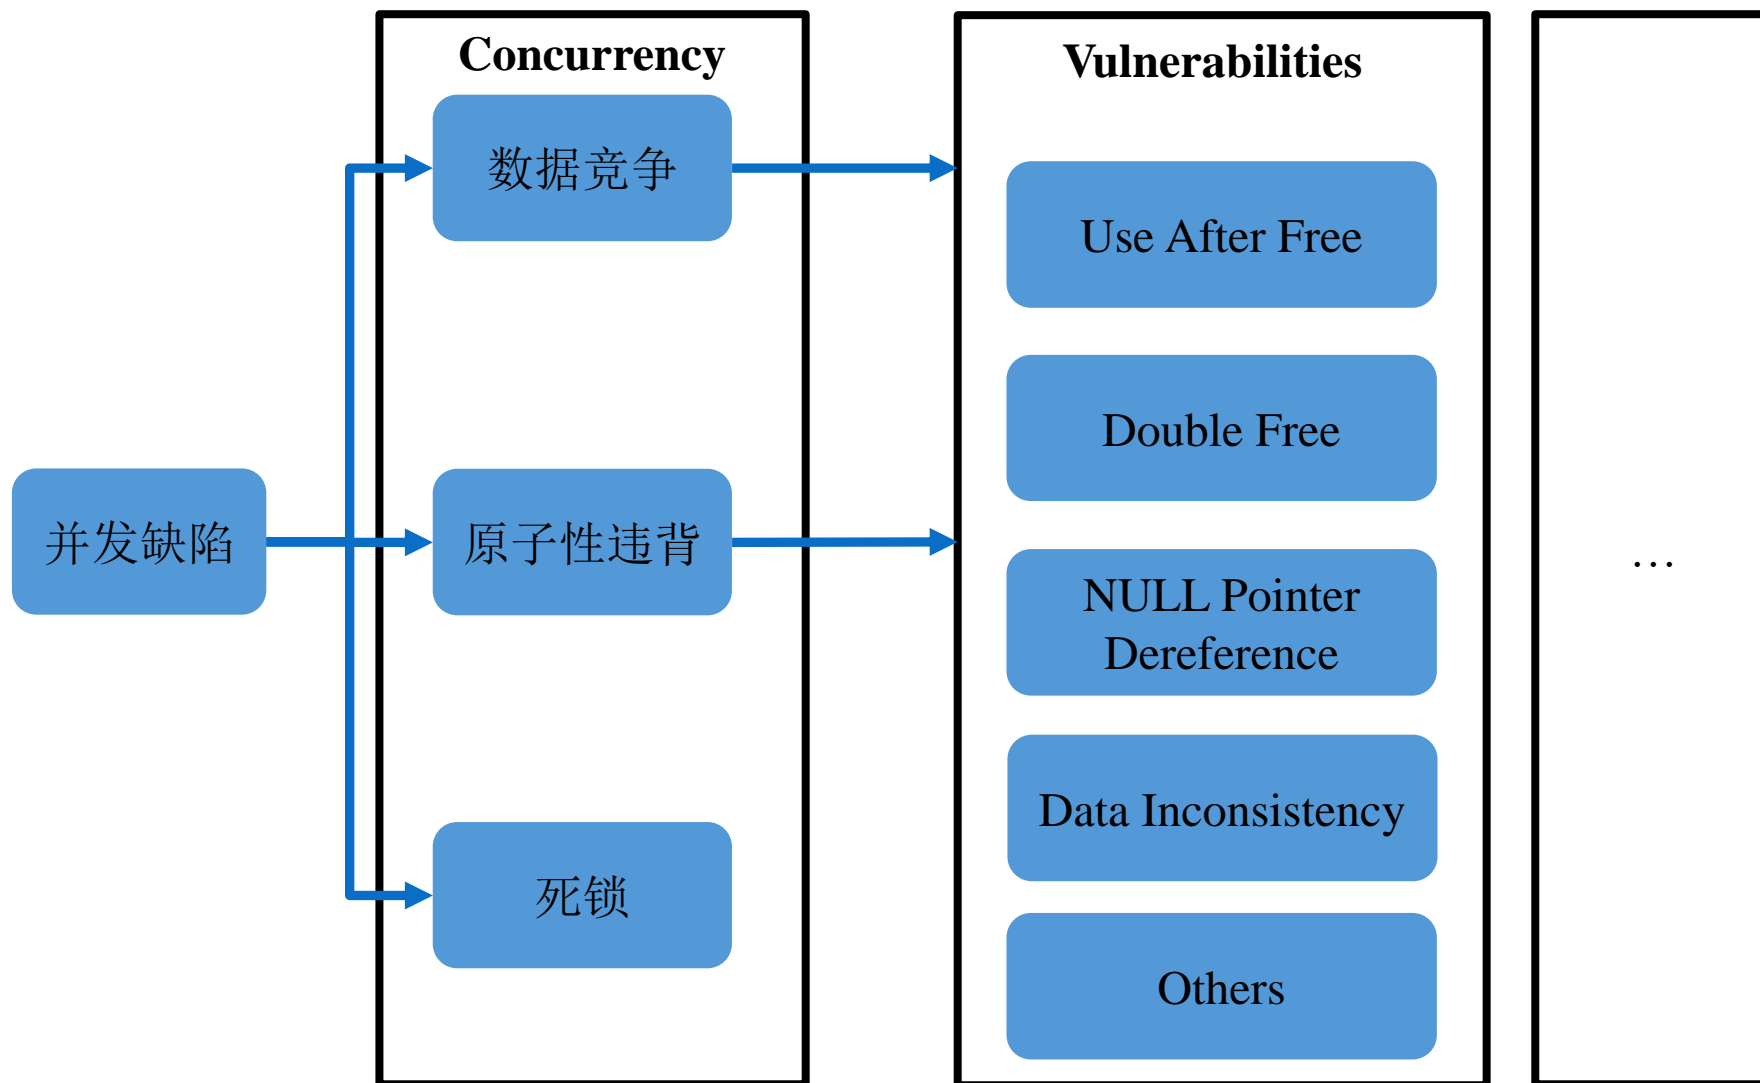 Concurrency
数据竞争
并发缺陷
原子性违背
死锁
Vulnerabilities
Use After Free
Double Free
NULL Pointer
Dereference
Data Inconsistency
Others
…